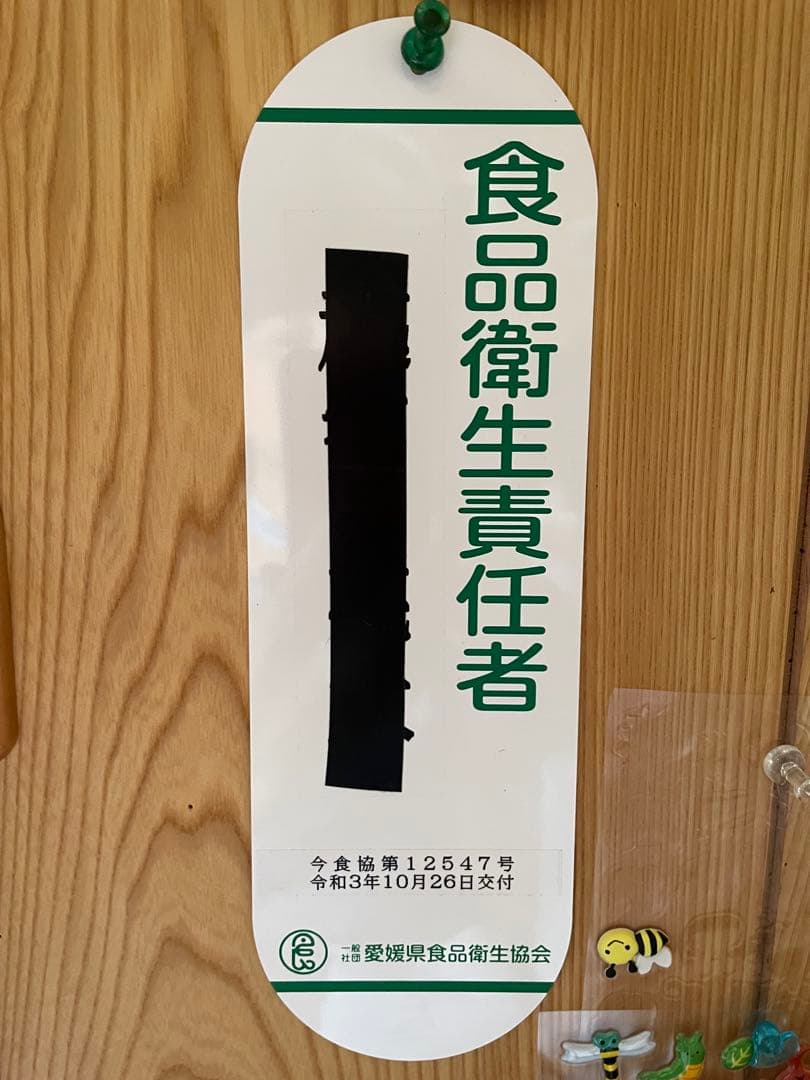 食品衛生責任者
今食協第12547号
令和3年10月26日交付
一般社団 愛媛県食品衛生協会